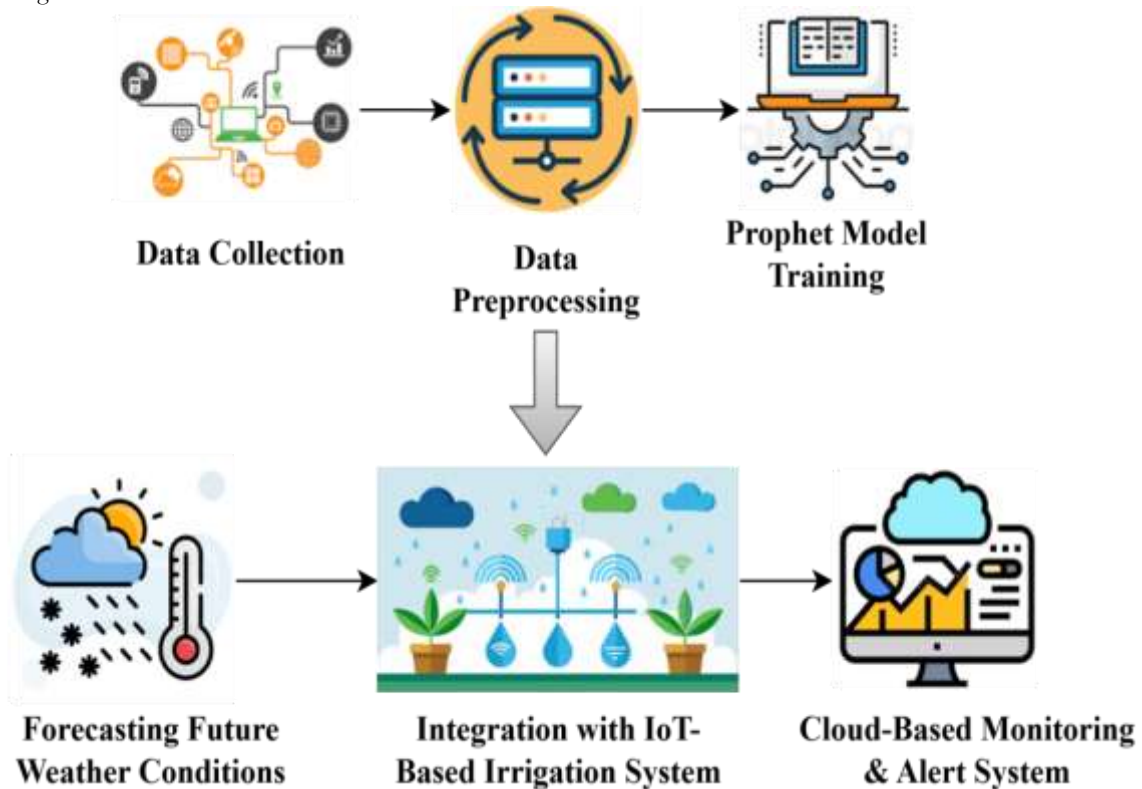 Data Collection
Data
Preprocessing
Prophet Model
Training
Forecasting Future
Weather Conditions
Integration with IoT-
Based Irrigation System
Cloud-Based Monitoring
& Alert System